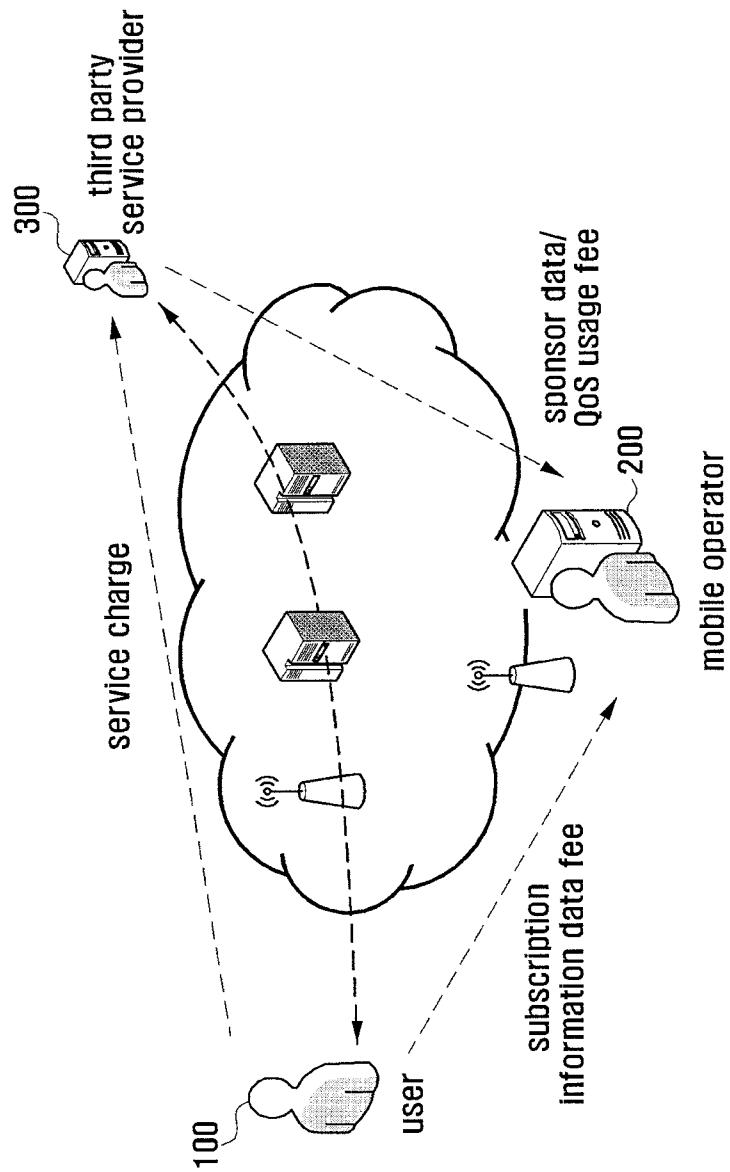 300
third party
service provider
service charge
sponsor data/
QoS usage fee
200
mobile operator
100
user
subscription
information data fee